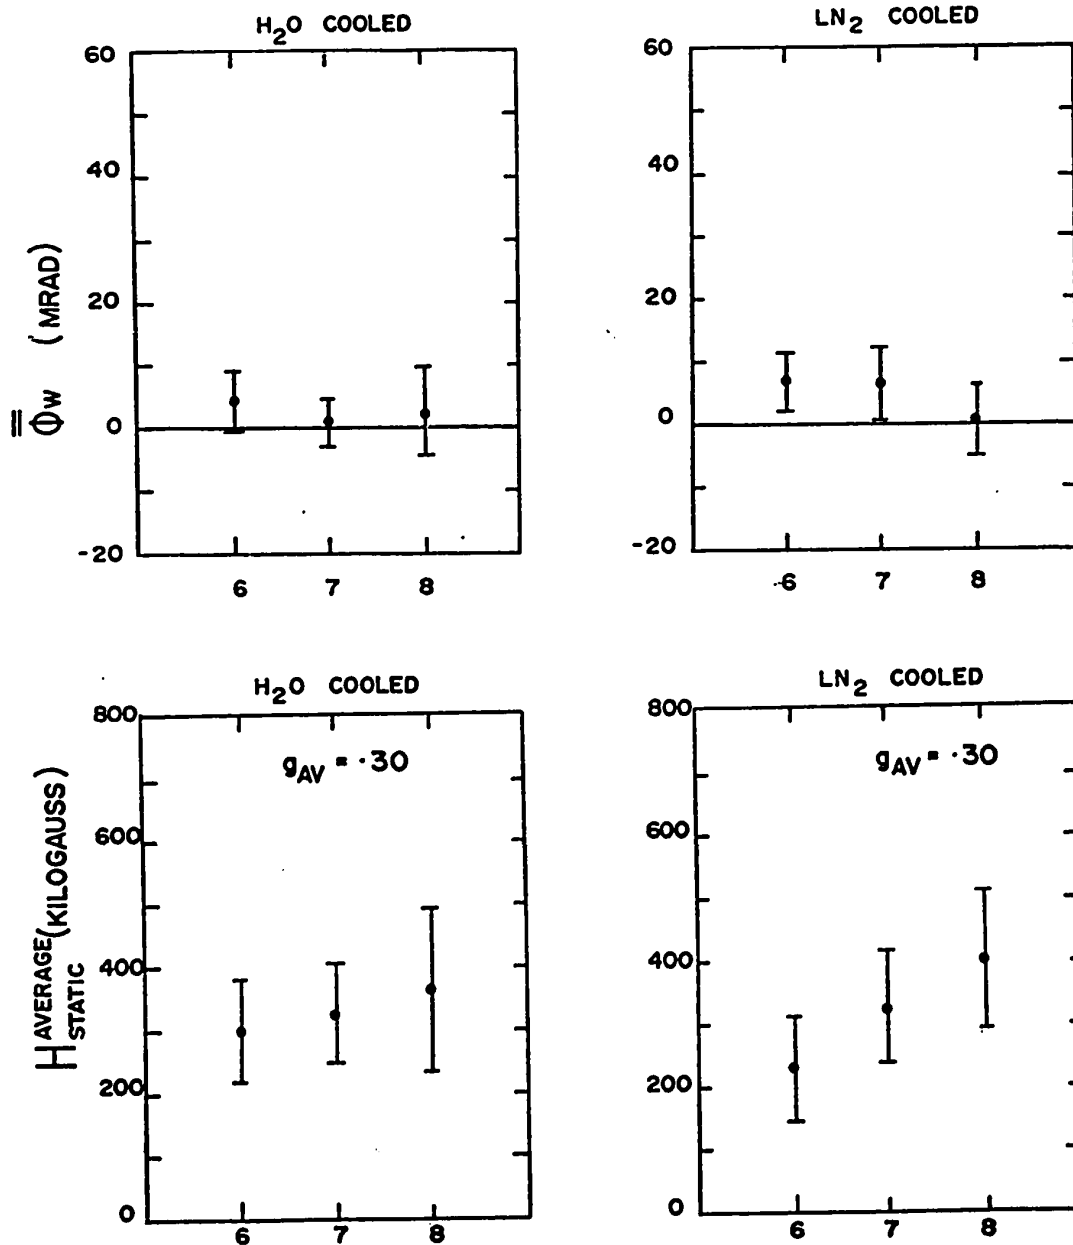 H2O COOLED
60
40
20
0
-20
Φw (MRAD)
6 7 8
LN2 COOLED
60
40
20
0
-20
6 7 8
H2O COOLED
gAV = .30
800
600
400
200
0
H AVERAGE STATIC (KILOGAUSS)
6 7 8
LN2 COOLED
gAV = .30
800
600
400
200
0
6 7 8